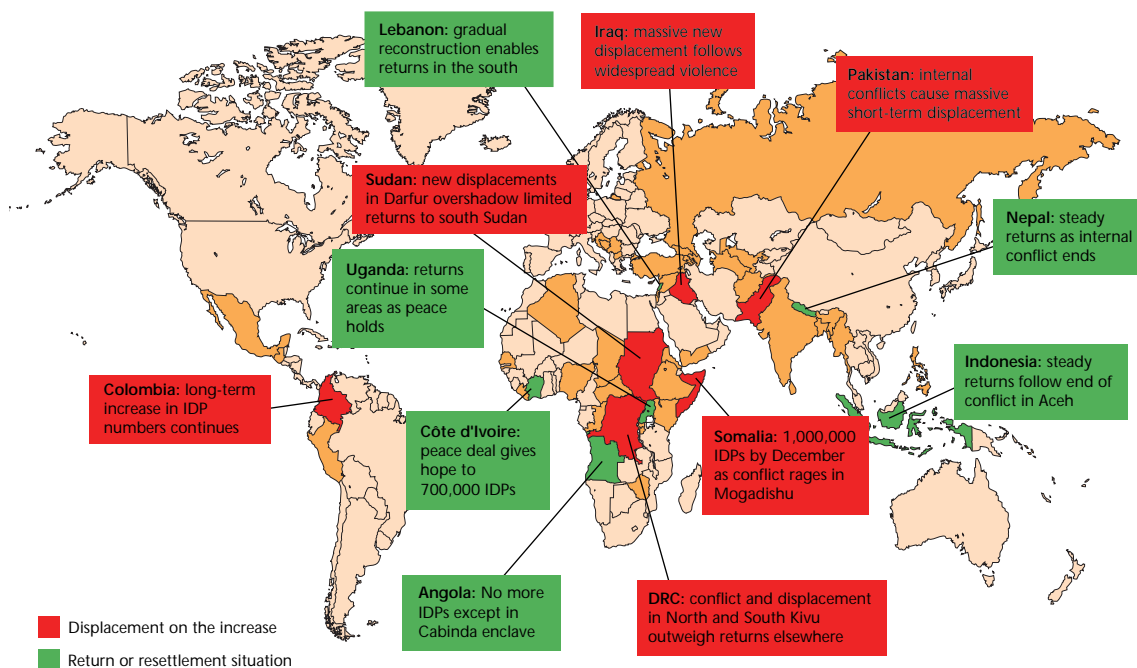 Lebanon: gradual
reconstruction enables
returns in the south
Iraq: massive new
displacement follows
widespread violence
Pakistan: internal
conflicts cause massive
short-term displacement
Sudan: new displacements
in Darfur overshadow limited
returns to south Sudan
Nepal: steady
returns as internal
conflict ends
Uganda: returns
continue in some
areas as peace
holds
Indonesia: steady
returns follow end of
conflict in Aceh
Colombia: long-term
increase in IDP
numbers continues
Côte d'Ivoire:
peace deal gives
hope to
700,000 IDPs
Somalia: 1,000,000
IDPs by December
as conflict rages in
Mogadishu
Angola: No more
IDPs except in
Cabinda enclave
DRC: conflict and displacement
in North and South Kivu
outweigh returns elsewhere
Displacement on the increase
Return or resettlement situation